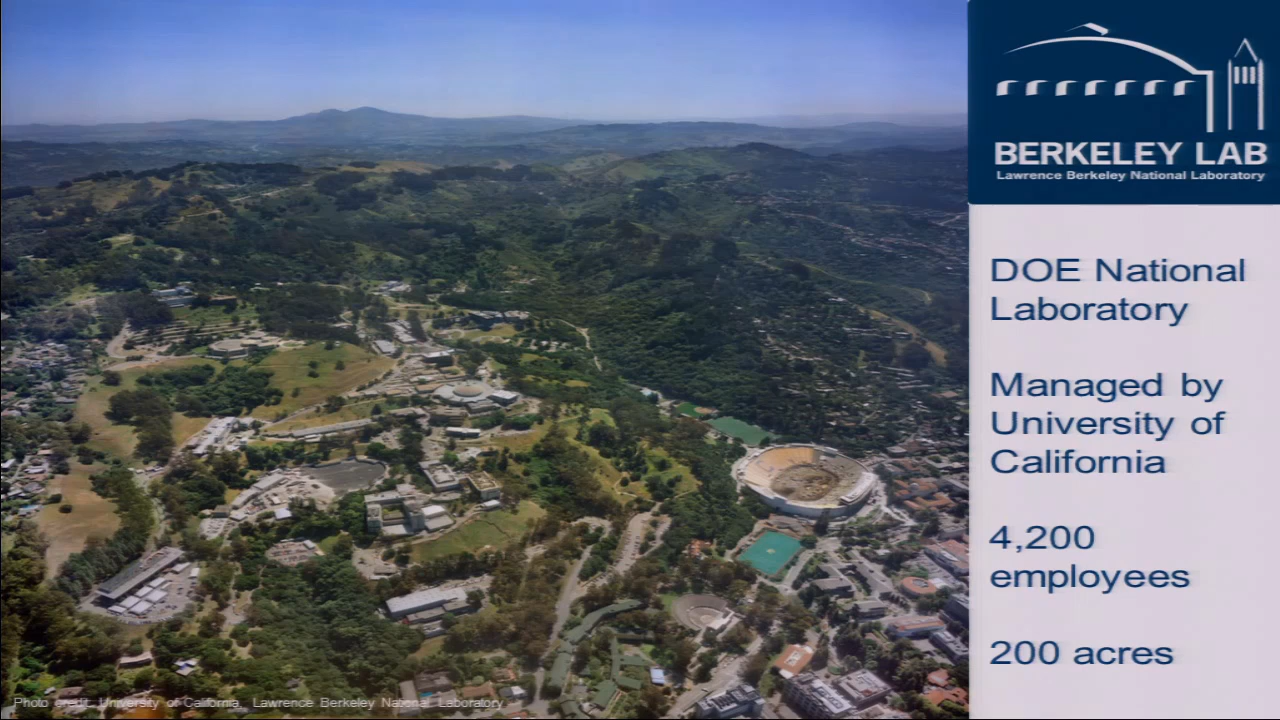 BERKELEY LAB
Lawrence Berkeley National Laboratory
DOE National
Laboratory
Managed by
University of
California
4,200
employees
200 acres
Photo credit: University of California, Lawrence Berkeley National Laboratory